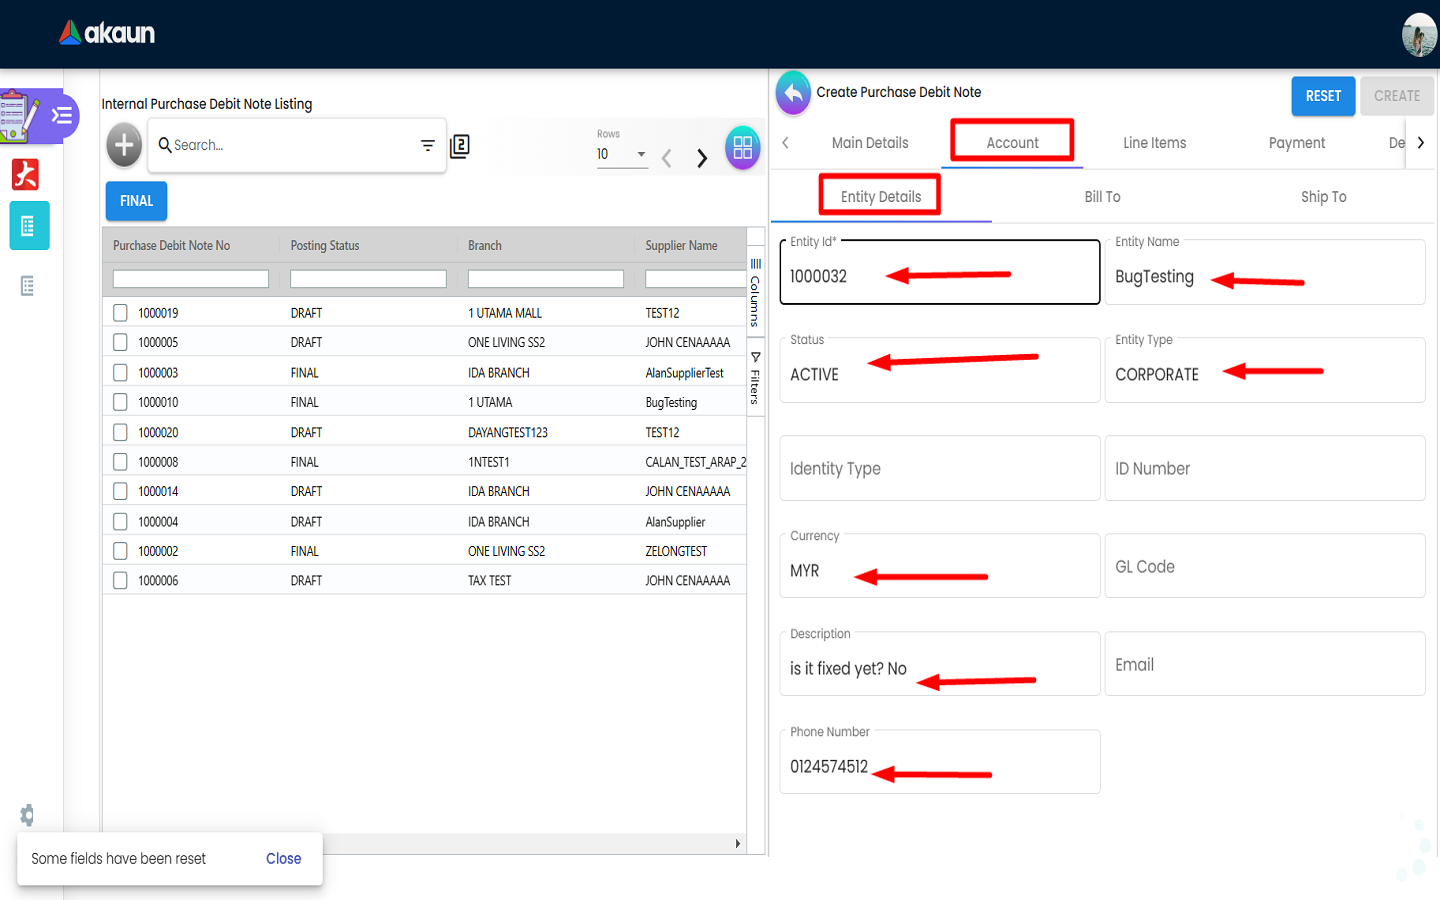 akaun
Internal Purchase Debit Note Listing
Search...
2
Rows
10
FINAL
Purchase Debit Note No Posting Status Branch Supplier Name
1000019 DRAFT 1 UTAMA MALL TEST12
1000005 DRAFT ONE LIVING SS2 JOHN CENAAAAA
1000003 FINAL IDA BRANCH AlanSupplierTest
1000010 FINAL 1 UTAMA BugTesting
1000020 DRAFT DAYANGTEST123 TEST12
1000008 FINAL 1NTEST1 CALAN_TEST_ARAP_2
1000014 DRAFT IDA BRANCH JOHN CENAAAAA
1000004 DRAFT IDA BRANCH AlanSupplier
1000002 FINAL ONE LIVING SS2 ZELONGTEST
1000006 DRAFT TAX TEST JOHN CENAAAAA
Columns
Filters
Create Purchase Debit Note
RESET CREATE
Main Details Account Line Items Payment De
Entity Details Bill To Ship To
Entity Id* Entity Name
1000032 BugTesting
Status Entity Type
ACTIVE CORPORATE
Identity Type ID Number
Currency
MYR GL Code
Description
is it fixed yet? No Email
Phone Number
0124574512
Some fields have been reset Close